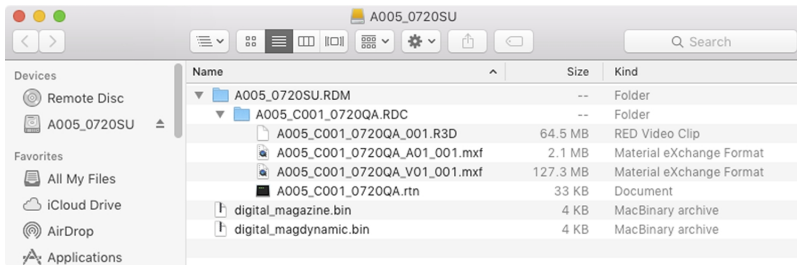 A005_0720SU
Search
Devices
Remote Disc
A005_0720SU
Favorites
All My Files
iCloud Drive
AirDrop
Applications
Name Size Kind
A005_0720SU.RDM -- Folder
A005_C001_0720QA.RDC -- Folder
A005_C001_0720QA_001.R3D 64.5 MB RED Video Clip
A005_C001_0720QA_A01_001.mxf 2.1 MB Material eXchange Format
A005_C001_0720QA_V01_001.mxf 127.3 MB Material eXchange Format
A005_C001_0720QA.rtn 33 KB Document
digital_magazine.bin 4 KB MacBinary archive
digital_magdynamic.bin 4 KB MacBinary archive